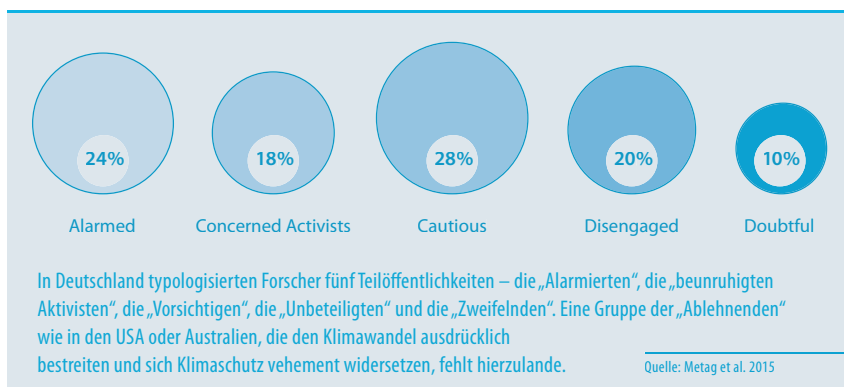 24% 18% 28% 20% 10%
Alarmed Concerned Activists Cautious Disengaged Doubtful
In Deutschland typologisierten Forscher fünf Teilöffentlichkeiten – die „Alarmierten“, die „beunruhigten
Aktivisten“, die „Vorsichtigen“, die „Unbeteiligten“ und die „Zweifelnden“. Eine Gruppe der „Ablehnenden“
wie in den USA oder Australien, die den Klimawandel ausdrücklich
bestreiten und sich Klimaschutz vehement widersetzen, fehlt hierzulande.
Quelle: Metag et al. 2015